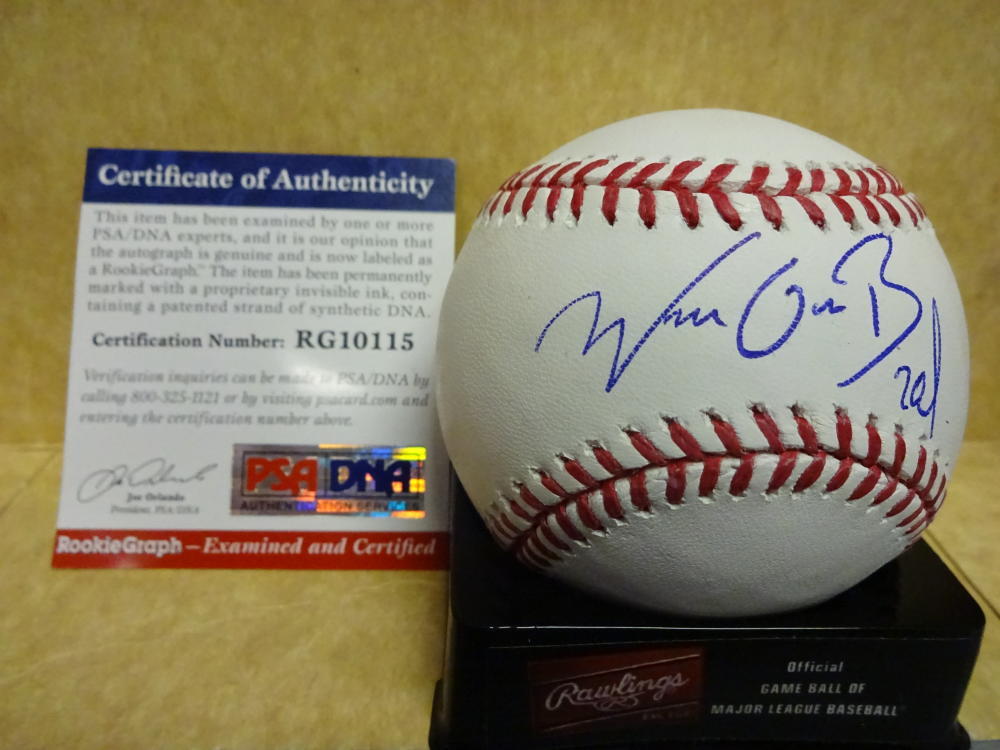 Certificate of Authenticity
This item has been examined by one or more
PSA/DNA experts, and it is our opinion that
the autograph is genuine and is now labeled as
a RookieGraph.™ The item has been permanently
marked with a proprietary invisible ink, con-
taining a patented strand of synthetic DNA.
Certification Number: RG10115
Verification inquiries can be made to PSA/DNA by
calling 800-325-1121 or by visiting psacard.com and
entering the certification number above.
Joe Orlando
President, PSA/DNA
PSA DNA
AUTHENTICATION SERVICES
RookieGraph – Examined and Certified
Rawlings
Official
GAME BALL OF
MAJOR LEAGUE BASEBALL